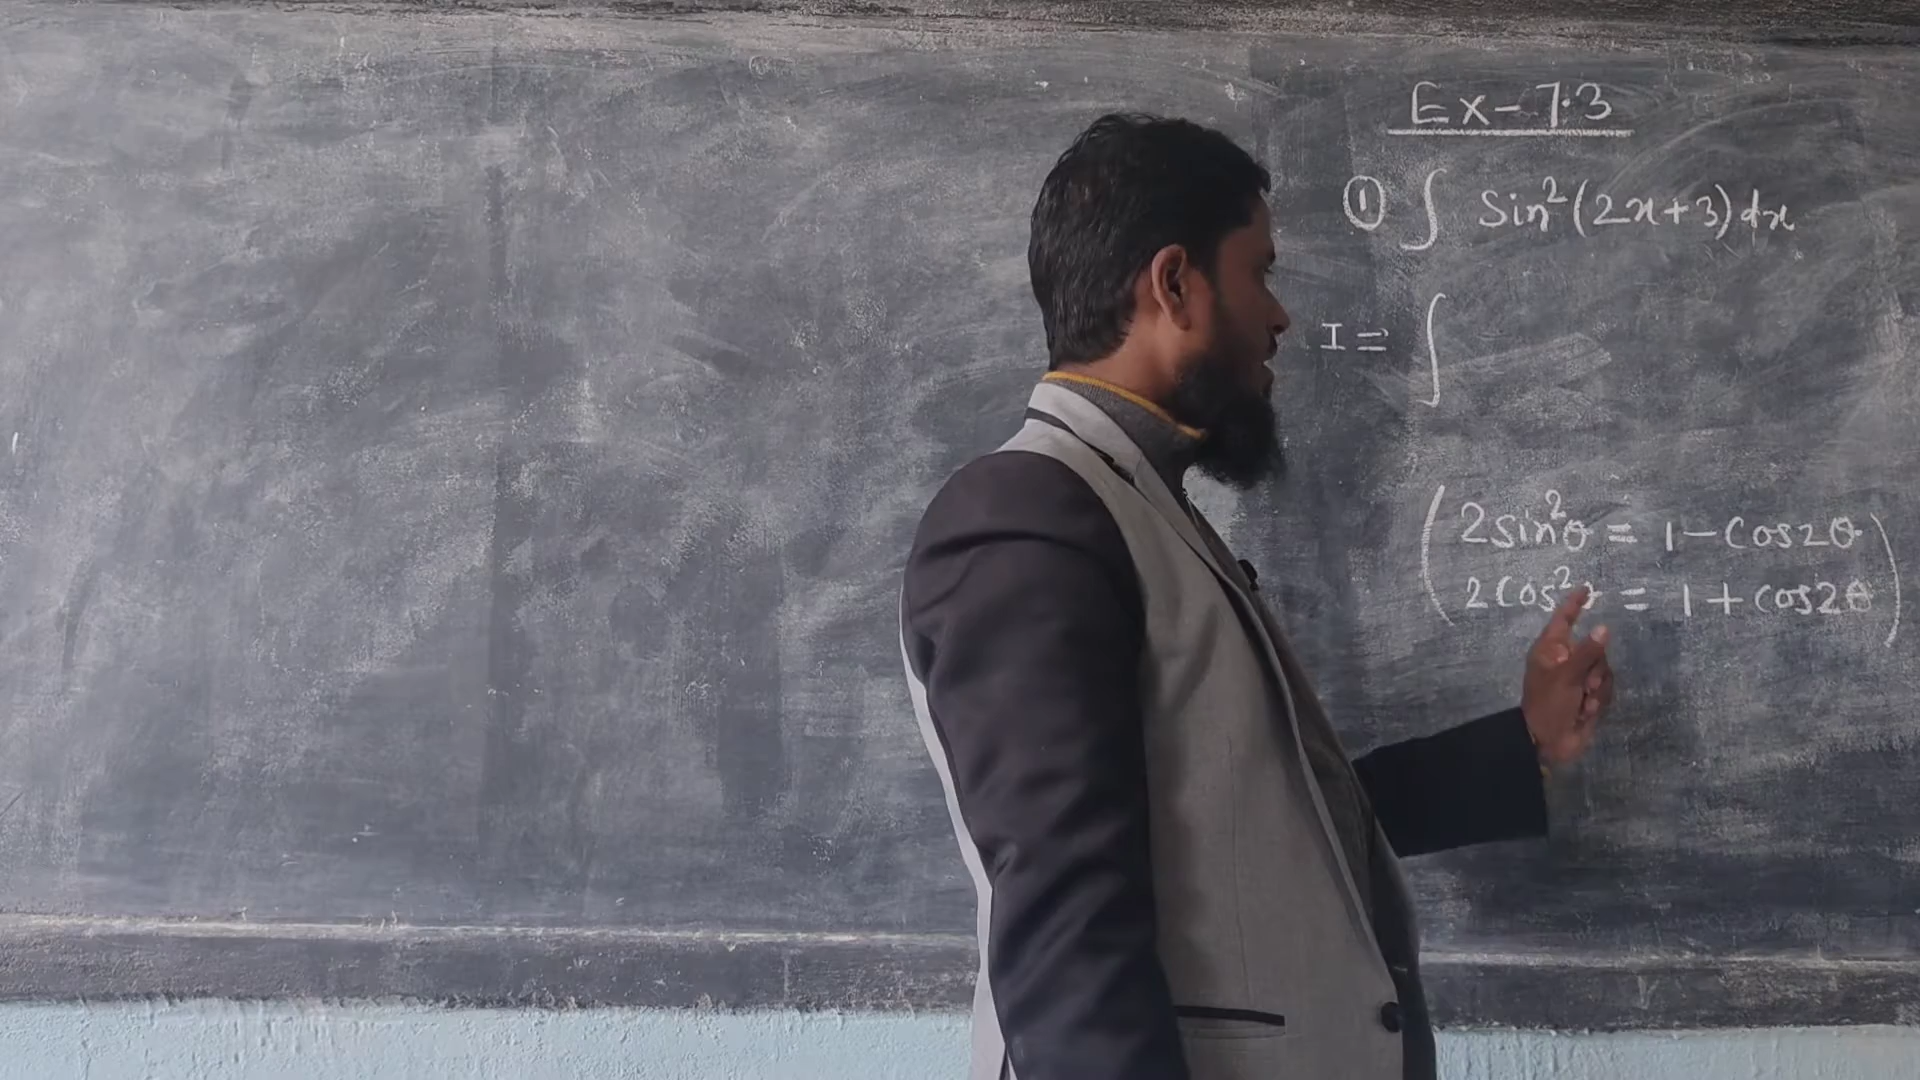 Ex-7.3
① ∫ Sin²(2x+3)dx
I = ∫
(2sin²θ = 1-Cos2θ
2Cos²θ = 1+Cos2θ)